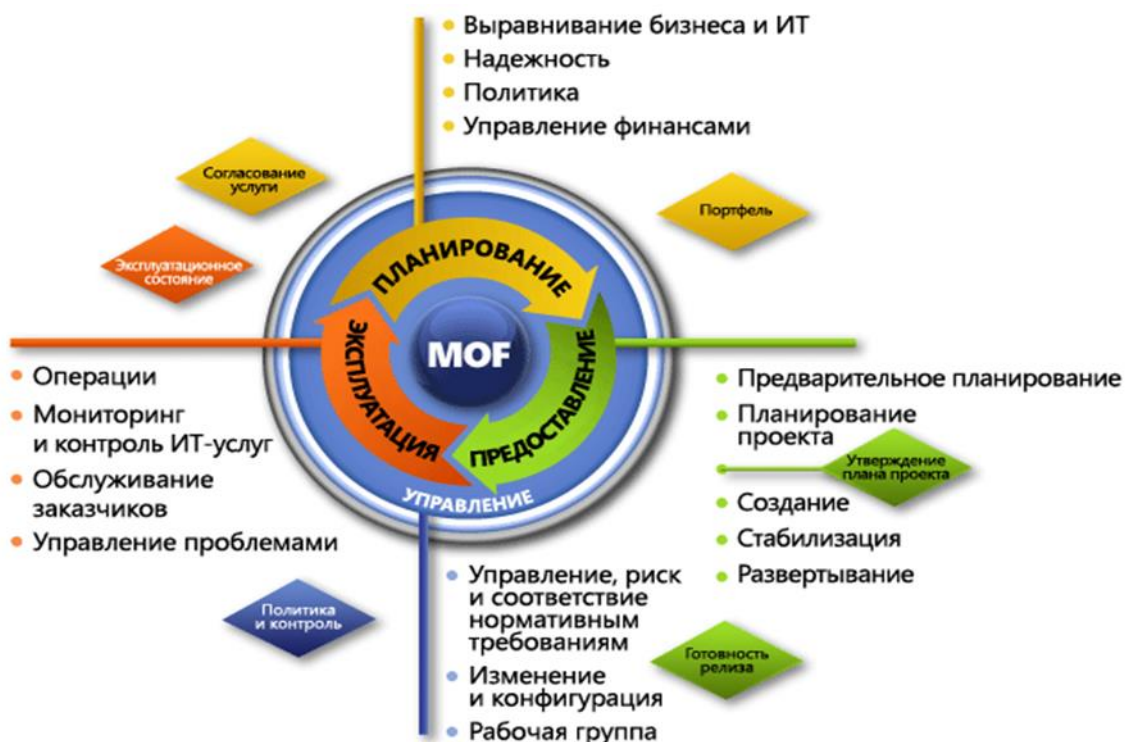 Выравнивание бизнеса и ИТ
Надежность
Политика
Управление финансами
Согласование
услуги
Портфель
Эксплуатационное
состояние
ПЛАНИРОВАНИЕ
ЭКСПЛУАТАЦИЯ
MOF
ПРЕДОСТАВЛЕНИЕ
УПРАВЛЕНИЕ
Операции
Мониторинг
и контроль ИТ-услуг
Обслуживание
заказчиков
Управление проблемами
Предварительное планирование
Планирование
проекта
Утверждение
плана проекта
Создание
Стабилизация
Развертывание
Политика
и контроль
Управление, риск
и соответствие
нормативным
требованиям
Изменение
и конфигурация
Рабочая группа
Готовность
релиза